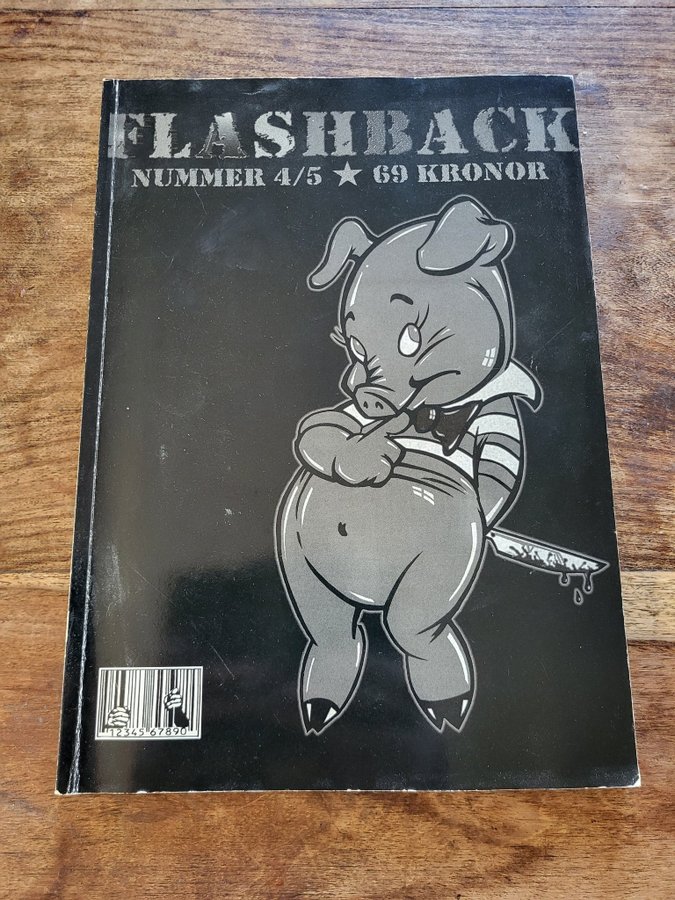 FLASHBACK
NUMMER 4/5 ★ 69 KRONOR
12345 67890